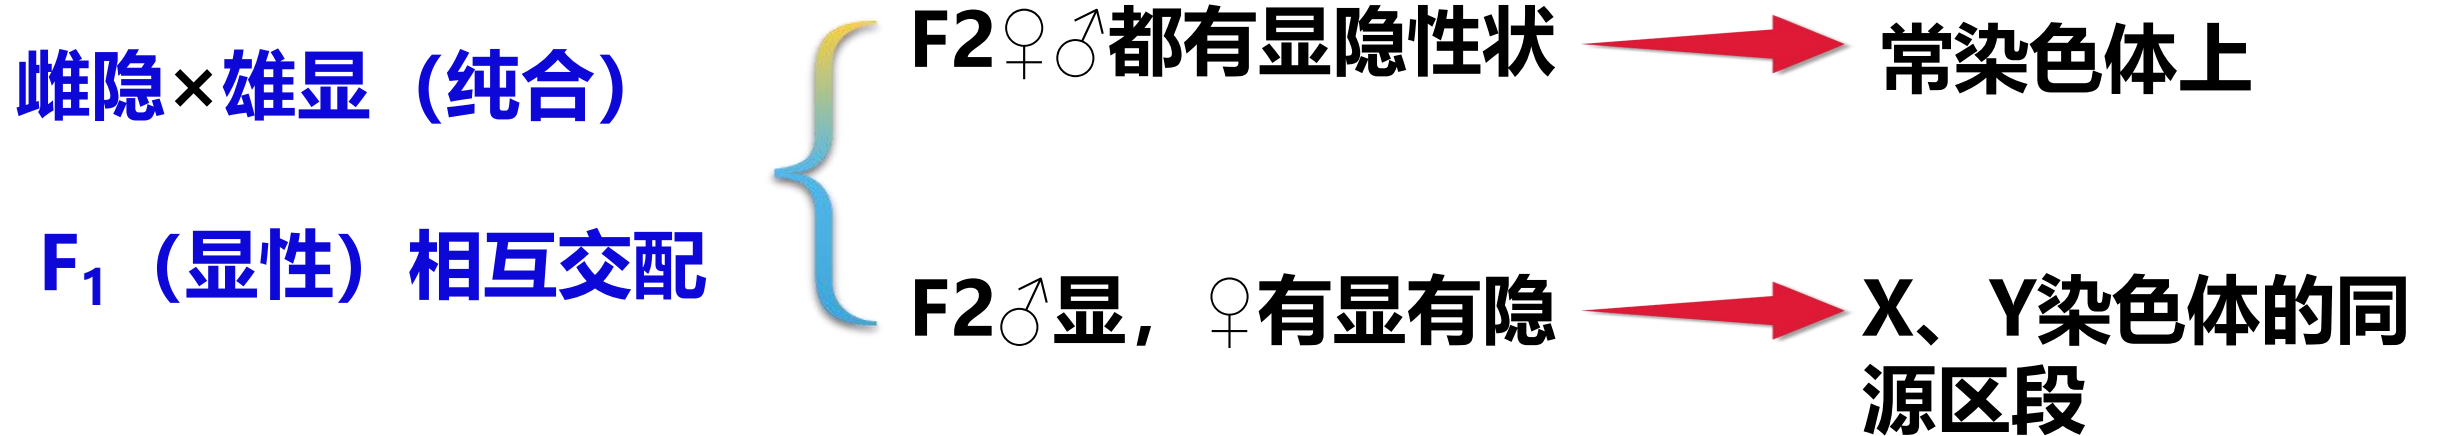 雌隐×雄显（纯合）
F₁（显性）相互交配
F2♀♂都有显隐性状
常染色体上
F2♂显，♀有显有隐
X、Y染色体的同
源区段